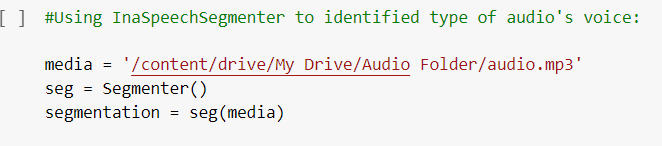 [ ] #Using InaSpeechSegmenter to identified type of audio's voice:
media = '/content/drive/My Drive/Audio Folder/audio.mp3'
seg = Segmenter()
segmentation = seg(media)